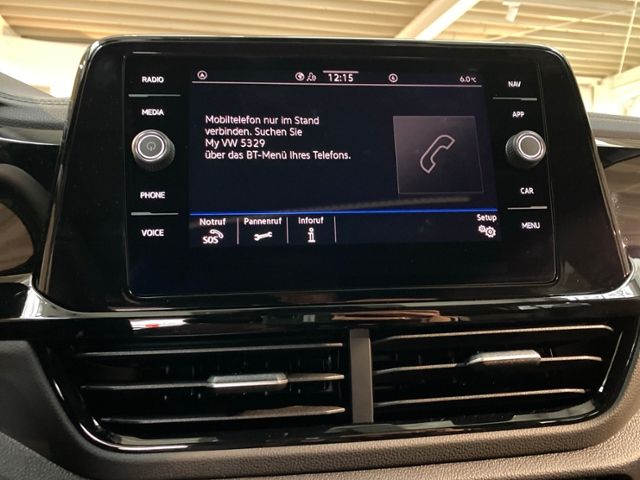 RADIO
MEDIA
PHONE
VOICE
12:15
6.0°C
Mobiltelefon nur im Stand
verbinden. Suchen Sie
My VW 5329
über das BT-Menü Ihres Telefons.
Notruf Pannenruf Inforuf Setup
SOS
NAV
APP
CAR
MENU